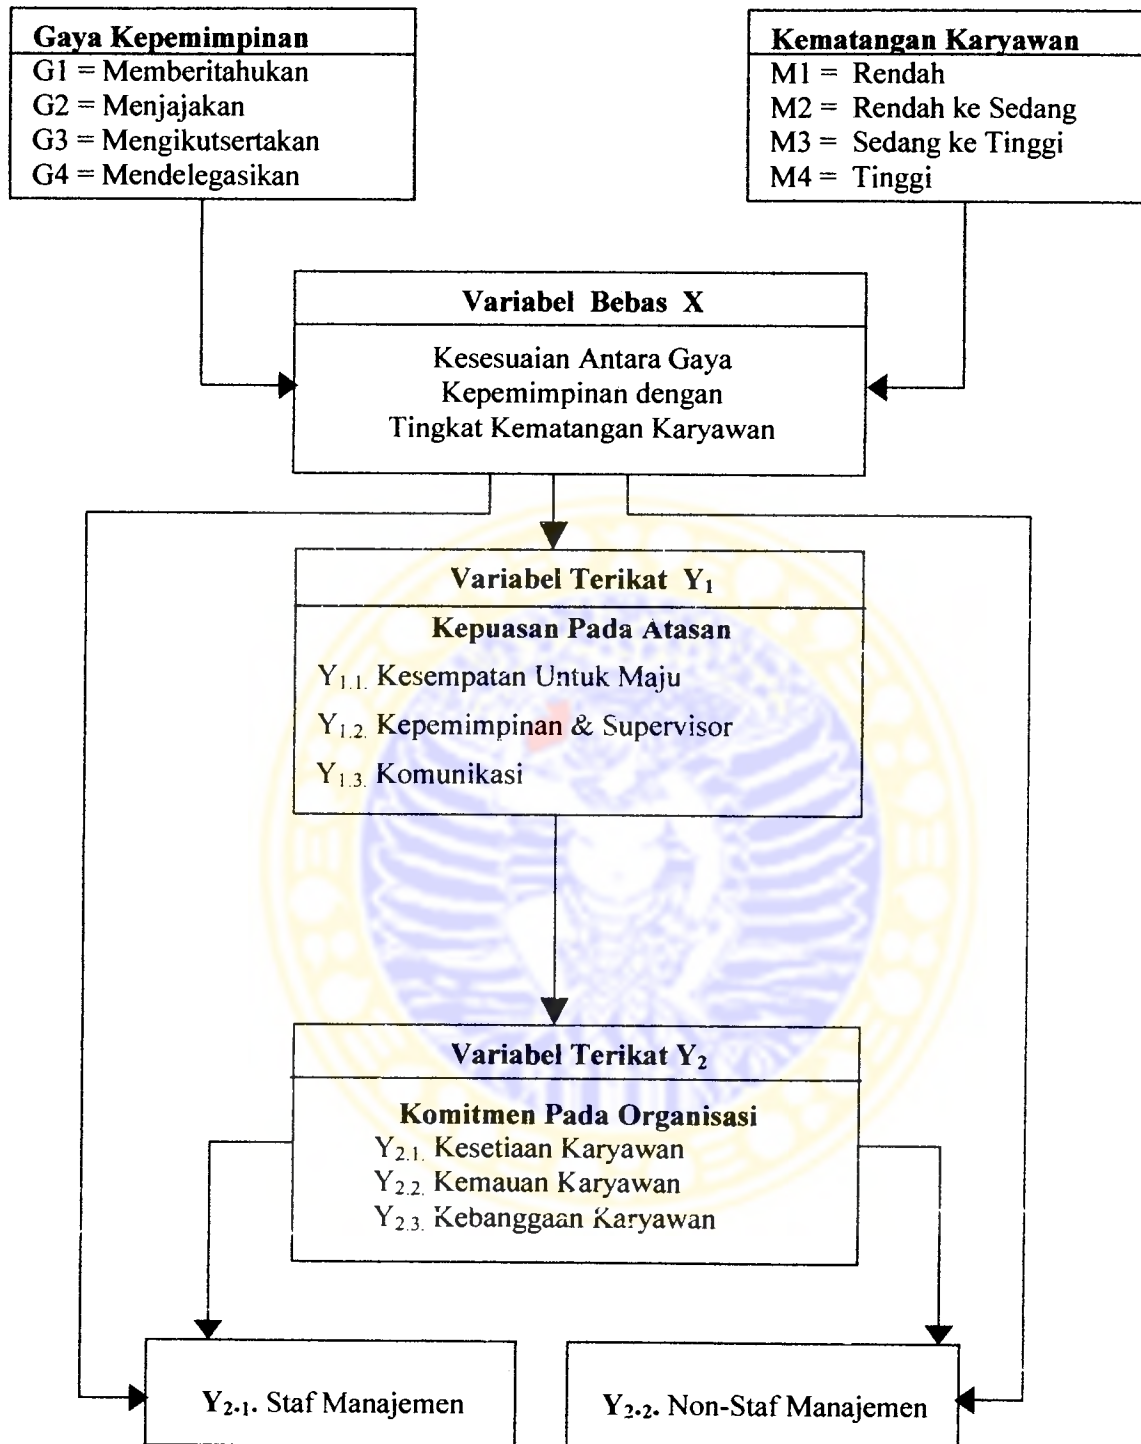 Gaya Kepemimpinan
G1 = Memberitahukan
G2 = Menjajakan
G3 = Mengikutsertakan
G4 = Mendelegasikan
Kematangan Karyawan
M1 = Rendah
M2 = Rendah ke Sedang
M3 = Sedang ke Tinggi
M4 = Tinggi
Variabel Bebas X
Kesesuaian Antara Gaya
Kepemimpinan dengan
Tingkat Kematangan Karyawan
Variabel Terikat Y₁
Kepuasan Pada Atasan
Y₁.₁. Kesempatan Untuk Maju
Y₁.₂. Kepemimpinan & Supervisor
Y₁.₃. Komunikasi
Variabel Terikat Y₂
Komitmen Pada Organisasi
Y₂.₁. Kesetiaan Karyawan
Y₂.₂. Kemauan Karyawan
Y₂.₃. Kebanggaan Karyawan
Y₂.₁. Staf Manajemen
Y₂.₂. Non-Staf Manajemen